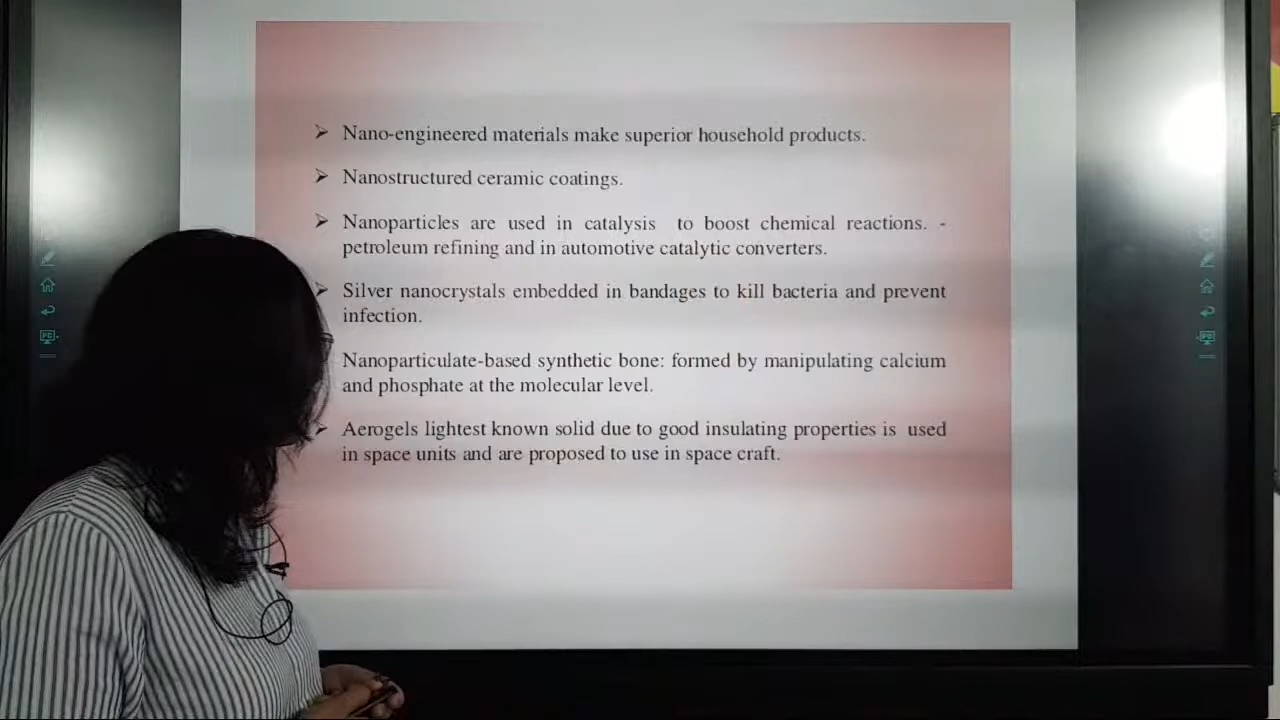 ➢ Nano-engineered materials make superior household products.
➢ Nanostructured ceramic coatings.
➢ Nanoparticles are used in catalysis to boost chemical reactions. -
petroleum refining and in automotive catalytic converters.
➢ Silver nanocrystals embedded in bandages to kill bacteria and prevent
infection.
Nanoparticulate-based synthetic bone: formed by manipulating calcium
and phosphate at the molecular level.
➢ Aerogels lightest known solid due to good insulating properties is used
in space units and are proposed to use in space craft.
PC
PC